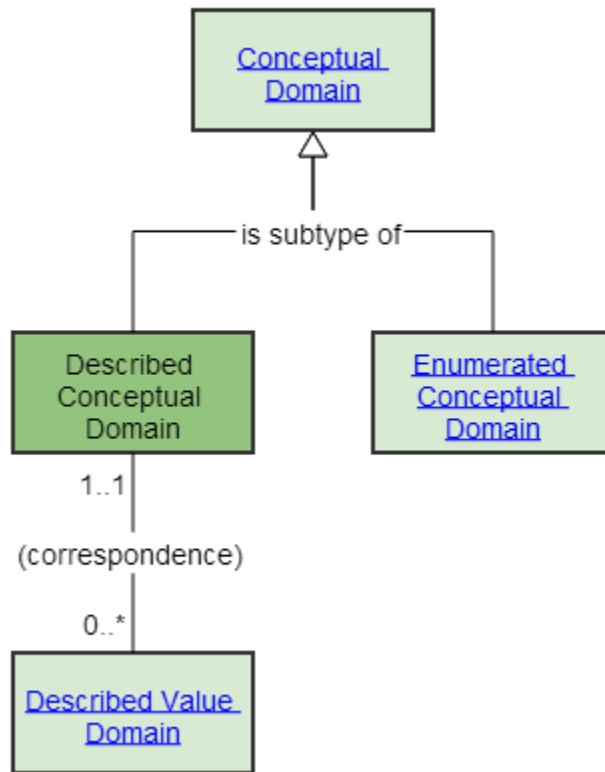 Conceptual
Domain
is subtype of
Described
Conceptual
Domain
Enumerated
Conceptual
Domain
1..1
(correspondence)
0..*
Described Value
Domain